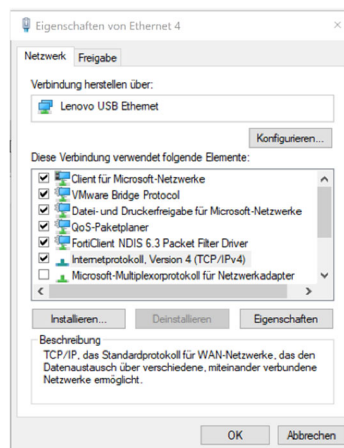 Eigenschaften von Ethernet 4
Netzwerk Freigabe
Verbindung herstellen über:
Lenovo USB Ethernet
Konfigurieren...
Diese Verbindung verwendet folgende Elemente:
Client für Microsoft-Netzwerke
VMware Bridge Protocol
Datei- und Druckerfreigabe für Microsoft-Netzwerke
QoS-Paketplaner
FortiClient NDIS 6.3 Packet Filter Driver
Internetprotokoll, Version 4 (TCP/IPv4)
Microsoft-Multiplexorprotokoll für Netzwerkadapter
Installieren... Deinstallieren Eigenschaften
Beschreibung
TCP/IP, das Standardprotokoll für WAN-Netzwerke, das den
Datenaustausch über verschiedene, miteinander verbundene
Netzwerke ermöglicht.
OK Abbrechen